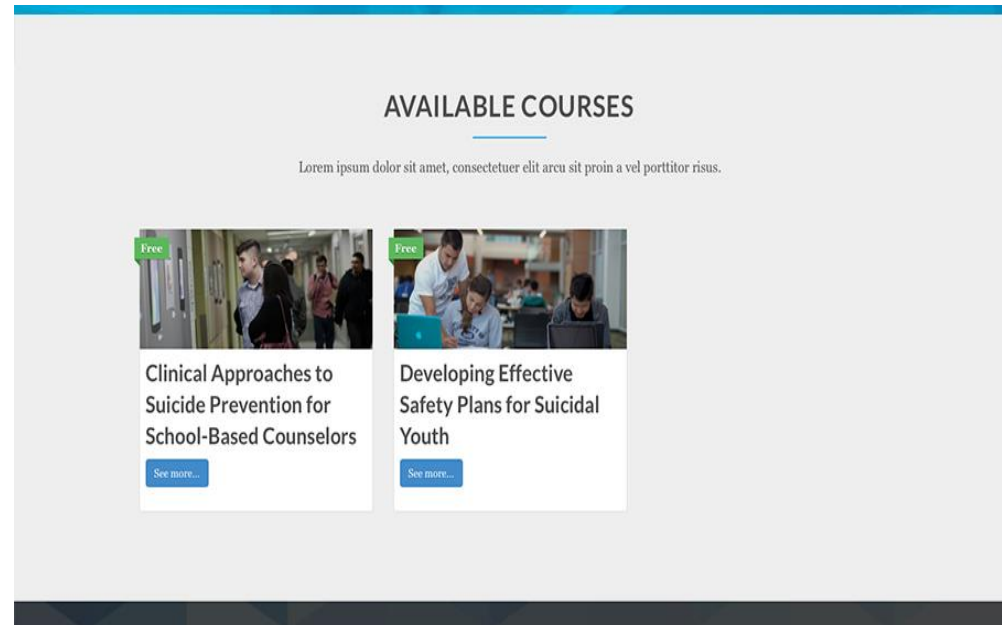 AVAILABLE COURSES
Lorem ipsum dolor sit amet, consectetuer elit arcu sit proin a vel porttitor risus.
Free
Clinical Approaches to
Suicide Prevention for
School-Based Counselors
See more...
Free
Developing Effective
Safety Plans for Suicidal
Youth
See more...